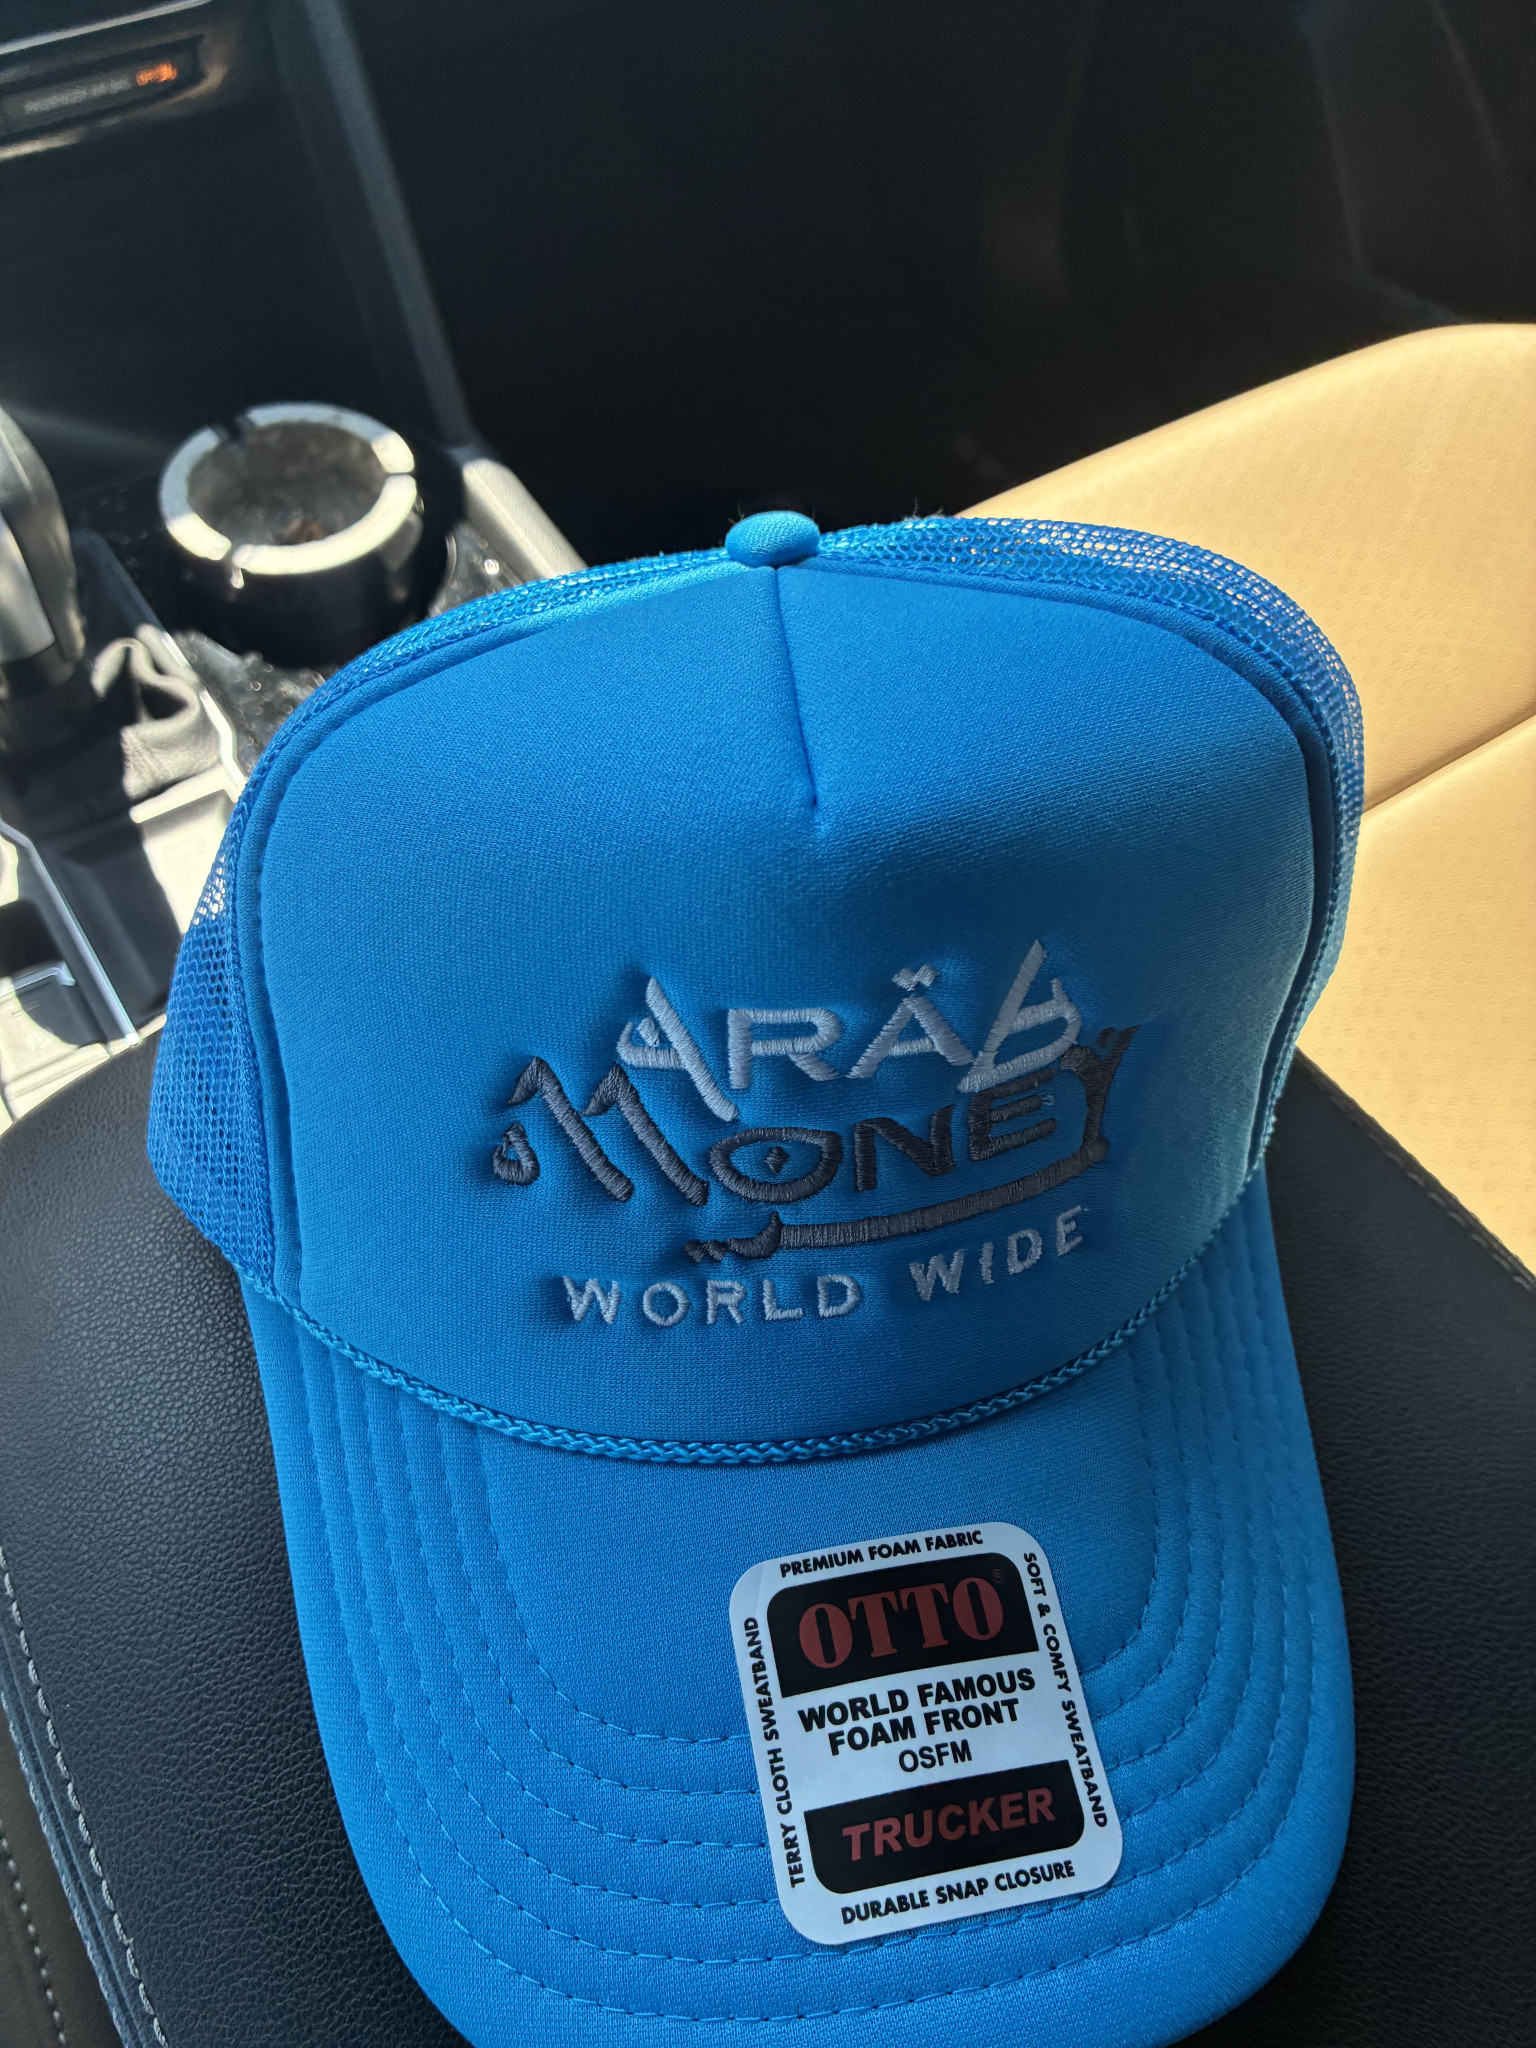 ARAB
MONEY
WORLD WIDE
PREMIUM FOAM FABRIC
OTTO®
WORLD FAMOUS
FOAM FRONT
OSFM
TRUCKER
DURABLE SNAP CLOSURE
TERRY CLOTH SWEATBAND
SOFT & COMFY SWEATBAND